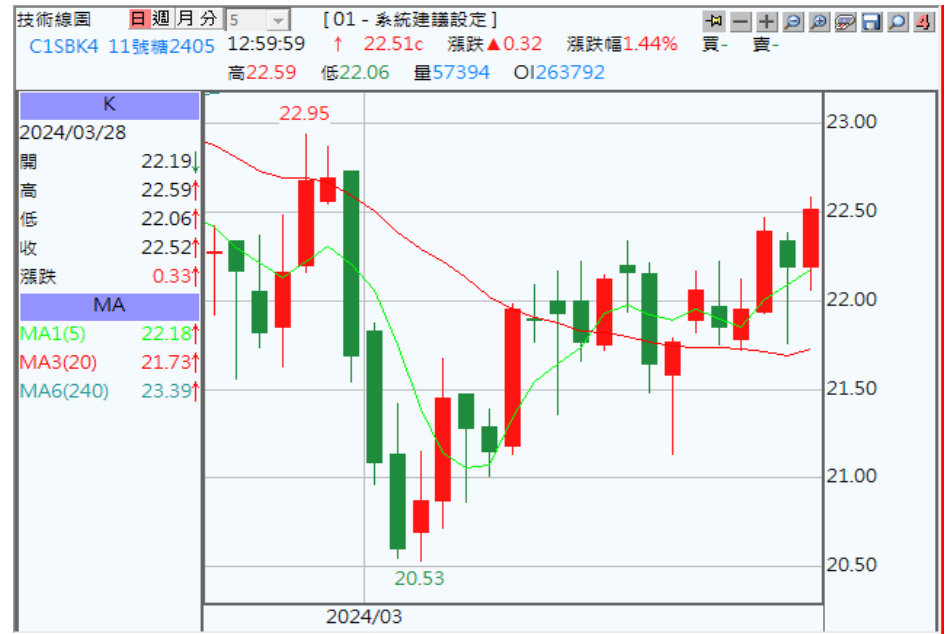 技術線圖 日 週 月 分 5 [ 01 - 系統建議設定 ]
C1SBK4 11號糖2405 12:59:59 ↑ 22.51c 漲跌▲0.32 漲跌幅1.44% 買- 賣-
高22.59 低22.06 量57394 OI263792
K
2024/03/28
開 22.19↓
高 22.59↑
低 22.06↑
收 22.52↑
漲跌 0.33↑
MA
MA1(5) 22.18↑
MA3(20) 21.73↑
MA6(240) 23.39↑
22.95
23.00
22.50
22.00
21.50
21.00
20.50
20.53
2024/03